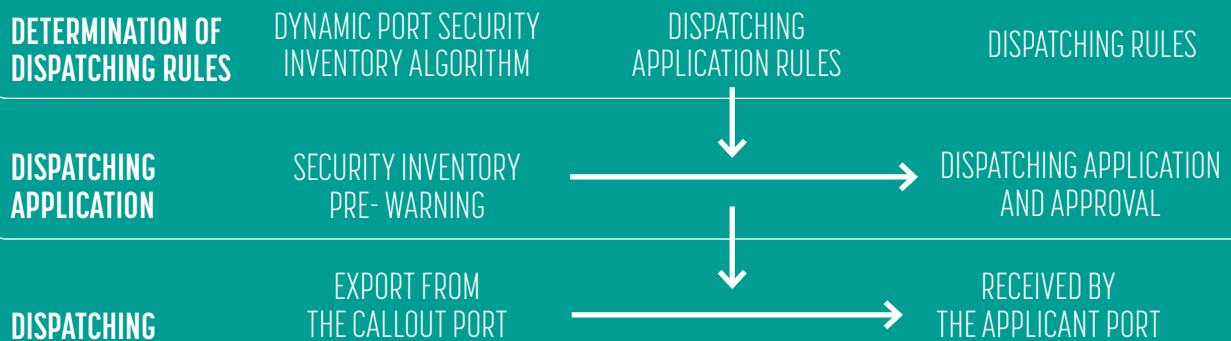 DETERMINATION OF
DISPATCHING RULES
DYNAMIC PORT SECURITY
INVENTORY ALGORITHM
DISPATCHING
APPLICATION RULES
DISPATCHING RULES
DISPATCHING
APPLICATION
SECURITY INVENTORY
PRE- WARNING
DISPATCHING APPLICATION
AND APPROVAL
DISPATCHING
EXPORT FROM
THE CALLOUT PORT
RECEIVED BY
THE APPLICANT PORT